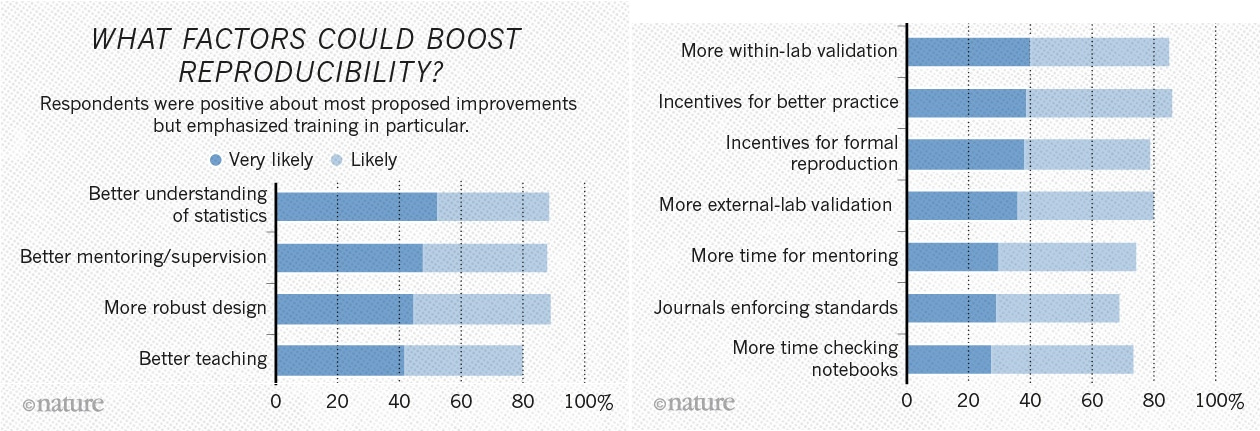 WHAT FACTORS COULD BOOST
REPRODUCIBILITY?
Respondents were positive about most proposed improvements
but emphasized training in particular.
Very likely Likely
Better understanding
of statistics
Better mentoring/supervision
More robust design
Better teaching
0 20 40 60 80 100%
©nature
More within-lab validation
Incentives for better practice
Incentives for formal
reproduction
More external-lab validation
More time for mentoring
Journals enforcing standards
More time checking
notebooks
0 20 40 60 80 100%
©nature